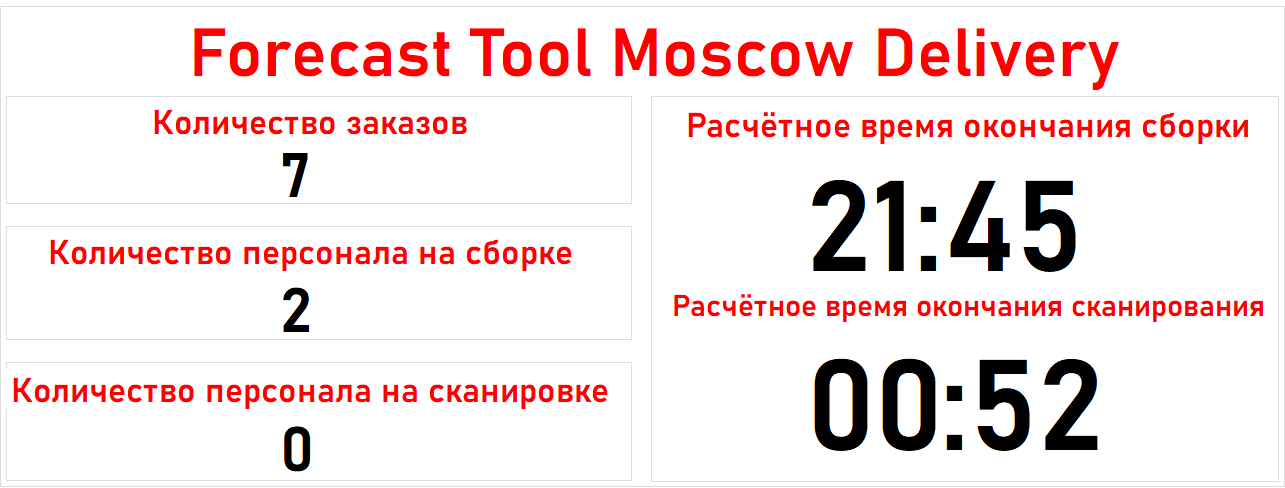 Forecast Tool Moscow Delivery
Количество заказов
7
Количество персонала на сборке
2
Количество персонала на сканировке
0
Расчётное время окончания сборки
21:45
Расчётное время окончания сканирования
00:52